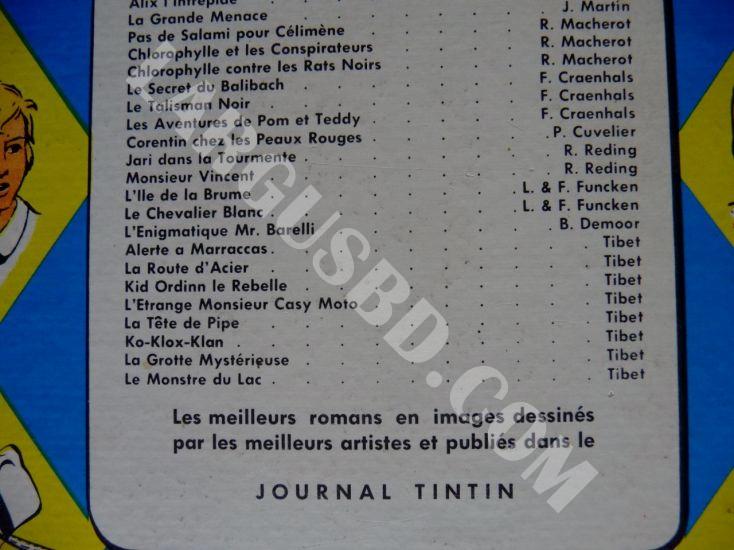 Alix l'Intrépide . . . . . . . J. Martin
La Grande Menace . . . . . . . J. Martin
Pas de Salami pour Célimène . . . . . R. Macherot
Chlorophylle et les Conspirateurs . . . . R. Macherot
Chlorophylle contre les Rats Noirs . . . . R. Macherot
Le Secret du Balibach . . . . . . F. Craenhals
Le Talisman Noir . . . . . . . F. Craenhals
Les Aventures de Pom et Teddy . . . . F. Craenhals
Corentin chez les Peaux Rouges . . . . P. Cuvelier
Jari dans la Tourmente . . . . . . R. Reding
Monsieur Vincent . . . . . . . R. Reding
L'Ile de la Brume . . . . . . L. & F. Funcken
Le Chevalier Blanc . . . . . . L. & F. Funcken
L'Enigmatique Mr. Barelli . . . . . . B. Demoor
Alerte a Marraccas . . . . . . . Tibet
La Route d'Acier . . . . . . . Tibet
Kid Ordinn le Rebelle . . . . . . Tibet
L'Etrange Monsieur Casy Moto . . . . . Tibet
La Tête de Pipe . . . . . . . Tibet
Ko-Klox-Klan . . . . . . . . Tibet
La Grotte Mystérieuse . . . . . . Tibet
Le Monstre du Lac . . . . . . . Tibet
Les meilleurs romans en images dessinés
par les meilleurs artistes et publiés dans le
JOURNAL TINTIN
LARGUSBD.COM